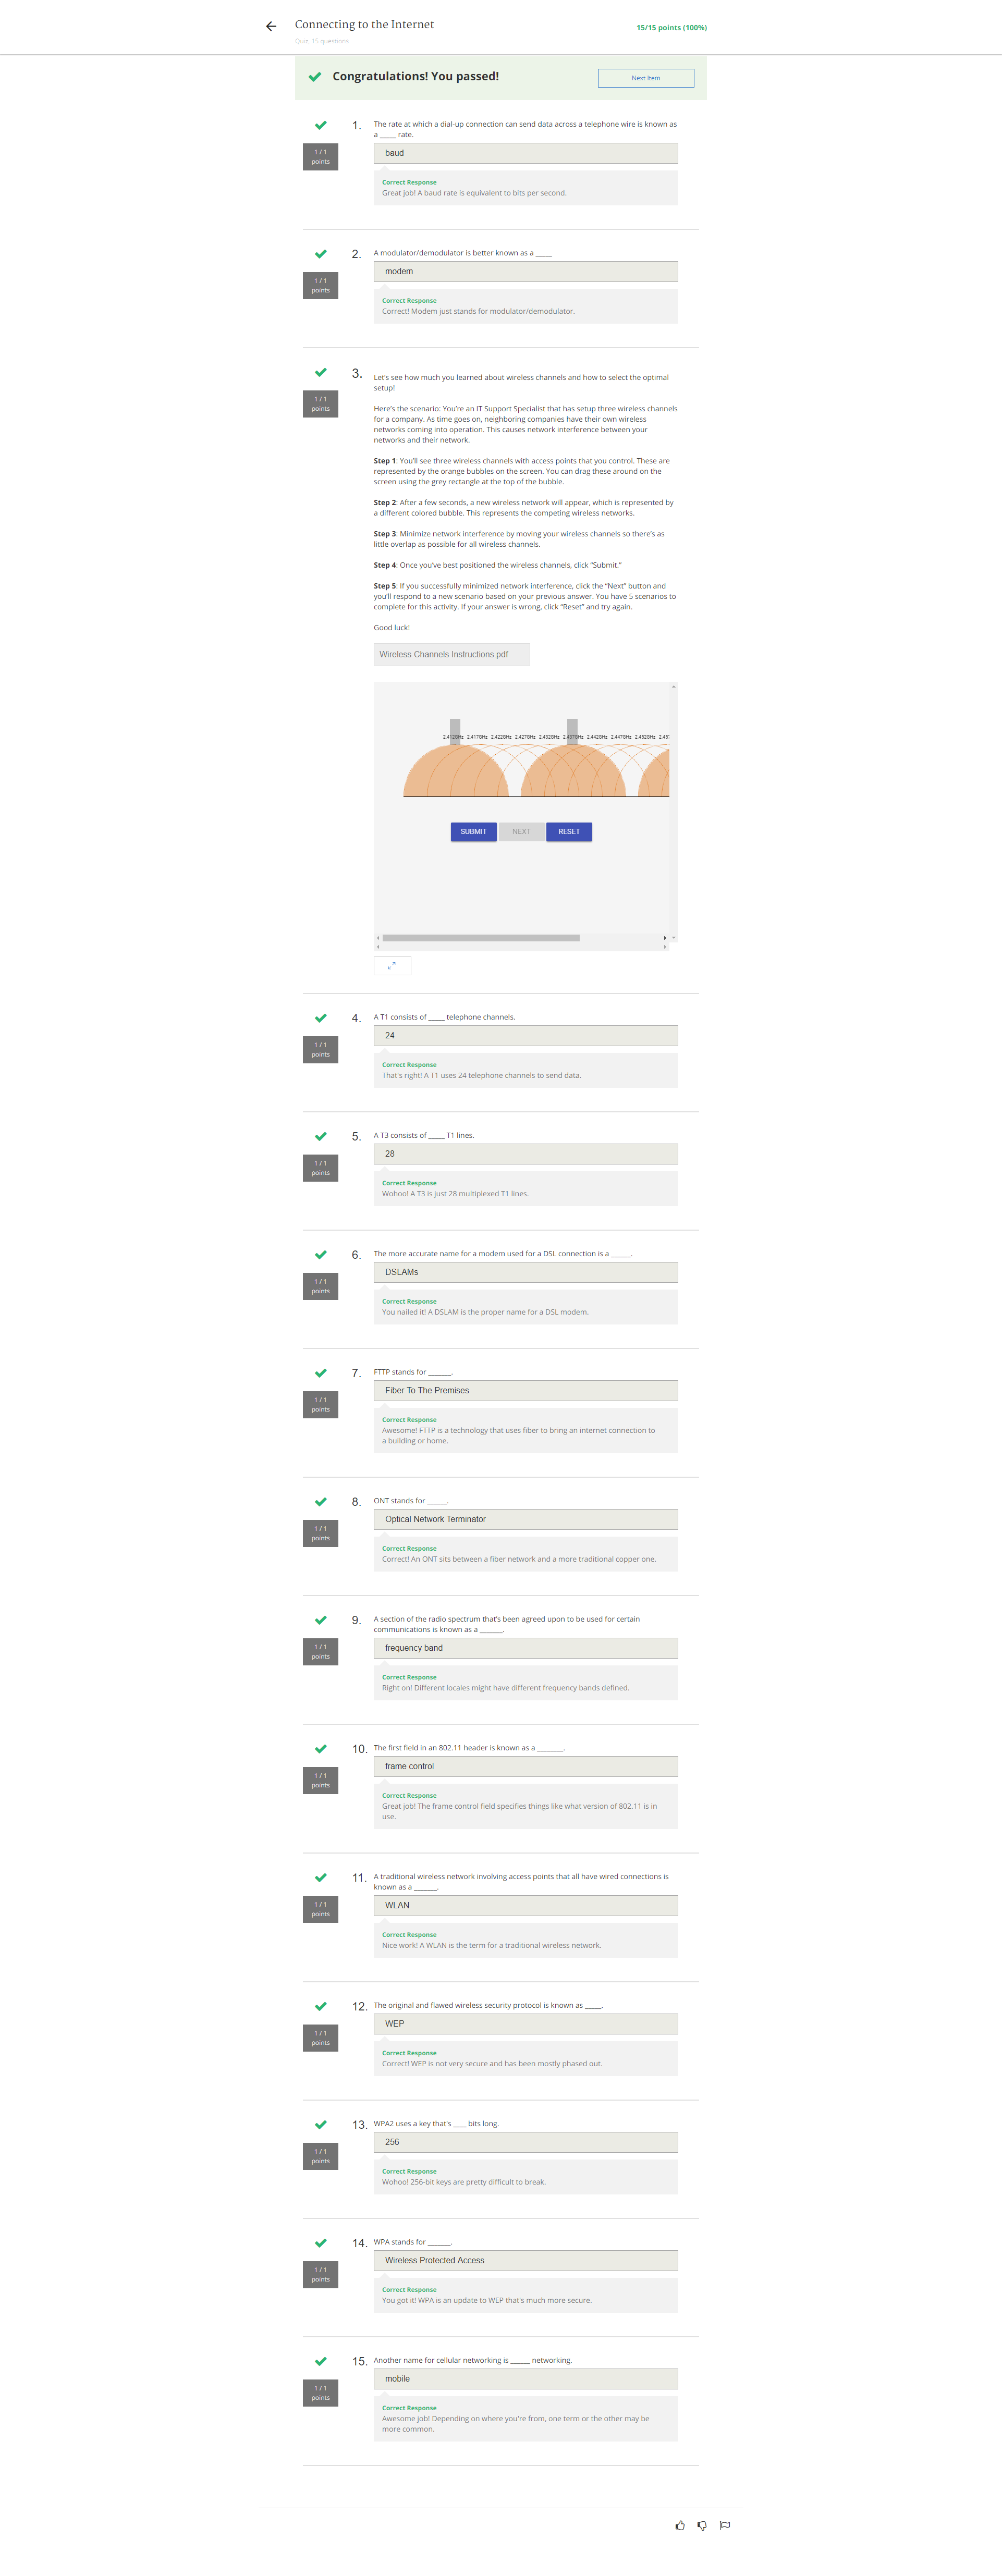 Connecting to the Internet
Quiz, 15 questions
15/15 points (100%)
Congratulations! You passed!
Next Item
1.
The rate at which a dial-up connection can send data across a telephone wire is known as
a ____ rate.
baud
1 / 1
points
Correct Response
Great job! A baud rate is equivalent to bits per second.
2.
A modulator/demodulator is better known as a ____
modem
1 / 1
points
Correct Response
Correct! Modem just stands for modulator/demodulator.
3.
1 / 1
points
Let's see how much you learned about wireless channels and how to select the optimal
setup!
Here's the scenario: You're an IT Support Specialist that has setup three wireless channels
for a company. As time goes on, neighboring companies have their own wireless
networks coming into operation. This causes network interference between your
networks and their network.
Step 1: You'll see three wireless channels with access points that you control. These are
represented by the orange bubbles on the screen. You can drag these around on the
screen using the grey rectangle at the top of the bubble.
Step 2: After a few seconds, a new wireless network will appear, which is represented by
a different colored bubble. This represents the competing wireless networks.
Step 3: Minimize network interference by moving your wireless channels so there's as
little overlap as possible for all wireless channels.
Step 4: Once you've best positioned the wireless channels, click "Submit."
Step 5: If you successfully minimized network interference, click the "Next" button and
you'll respond to a new scenario based on your previous answer. You have 5 scenarios to
complete for this activity. If your answer is wrong, click "Reset" and try again.
Good luck!
Wireless Channels Instructions.pdf
2.412GHz 2.417GHz 2.422GHz 2.427GHz 2.432GHz 2.437GHz 2.442GHz 2.447GHz 2.452GHz 2.45
SUBMIT NEXT RESET
4.
A T1 consists of ____ telephone channels.
24
1 / 1
points
Correct Response
That's right! A T1 uses 24 telephone channels to send data.
5.
A T3 consists of ____ T1 lines.
28
1 / 1
points
Correct Response
Wohoo! A T3 is just 28 multiplexed T1 lines.
6.
The more accurate name for a modem used for a DSL connection is a _____.
DSLAMs
1 / 1
points
Correct Response
You nailed it! A DSLAM is the proper name for a DSL modem.
7.
FTTP stands for ______.
Fiber To The Premises
1 / 1
points
Correct Response
Awesome! FTTP is a technology that uses fiber to bring an internet connection to
a building or home.
8.
ONT stands for _____.
Optical Network Terminator
1 / 1
points
Correct Response
Correct! An ONT sits between a fiber network and a more traditional copper one.
9.
A section of the radio spectrum that's been agreed upon to be used for certain
communications is known as a ______.
frequency band
1 / 1
points
Correct Response
Right on! Different locales might have different frequency bands defined.
10.
The first field in an 802.11 header is known as a _______.
frame control
1 / 1
points
Correct Response
Great job! The frame control field specifies things like what version of 802.11 is in
use.
11.
A traditional wireless network involving access points that all have wired connections is
known as a ______.
WLAN
1 / 1
points
Correct Response
Nice work! A WLAN is the term for a traditional wireless network.
12.
The original and flawed wireless security protocol is known as ____.
WEP
1 / 1
points
Correct Response
Correct! WEP is not very secure and has been mostly phased out.
13.
WPA2 uses a key that's ___ bits long.
256
1 / 1
points
Correct Response
Wohoo! 256-bit keys are pretty difficult to break.
14.
WPA stands for ______.
Wireless Protected Access
1 / 1
points
Correct Response
You got it! WPA is an update to WEP that's much more secure.
15.
Another name for cellular networking is _____ networking.
mobile
1 / 1
points
Correct Response
Awesome job! Depending on where you're from, one term or the other may be
more common.